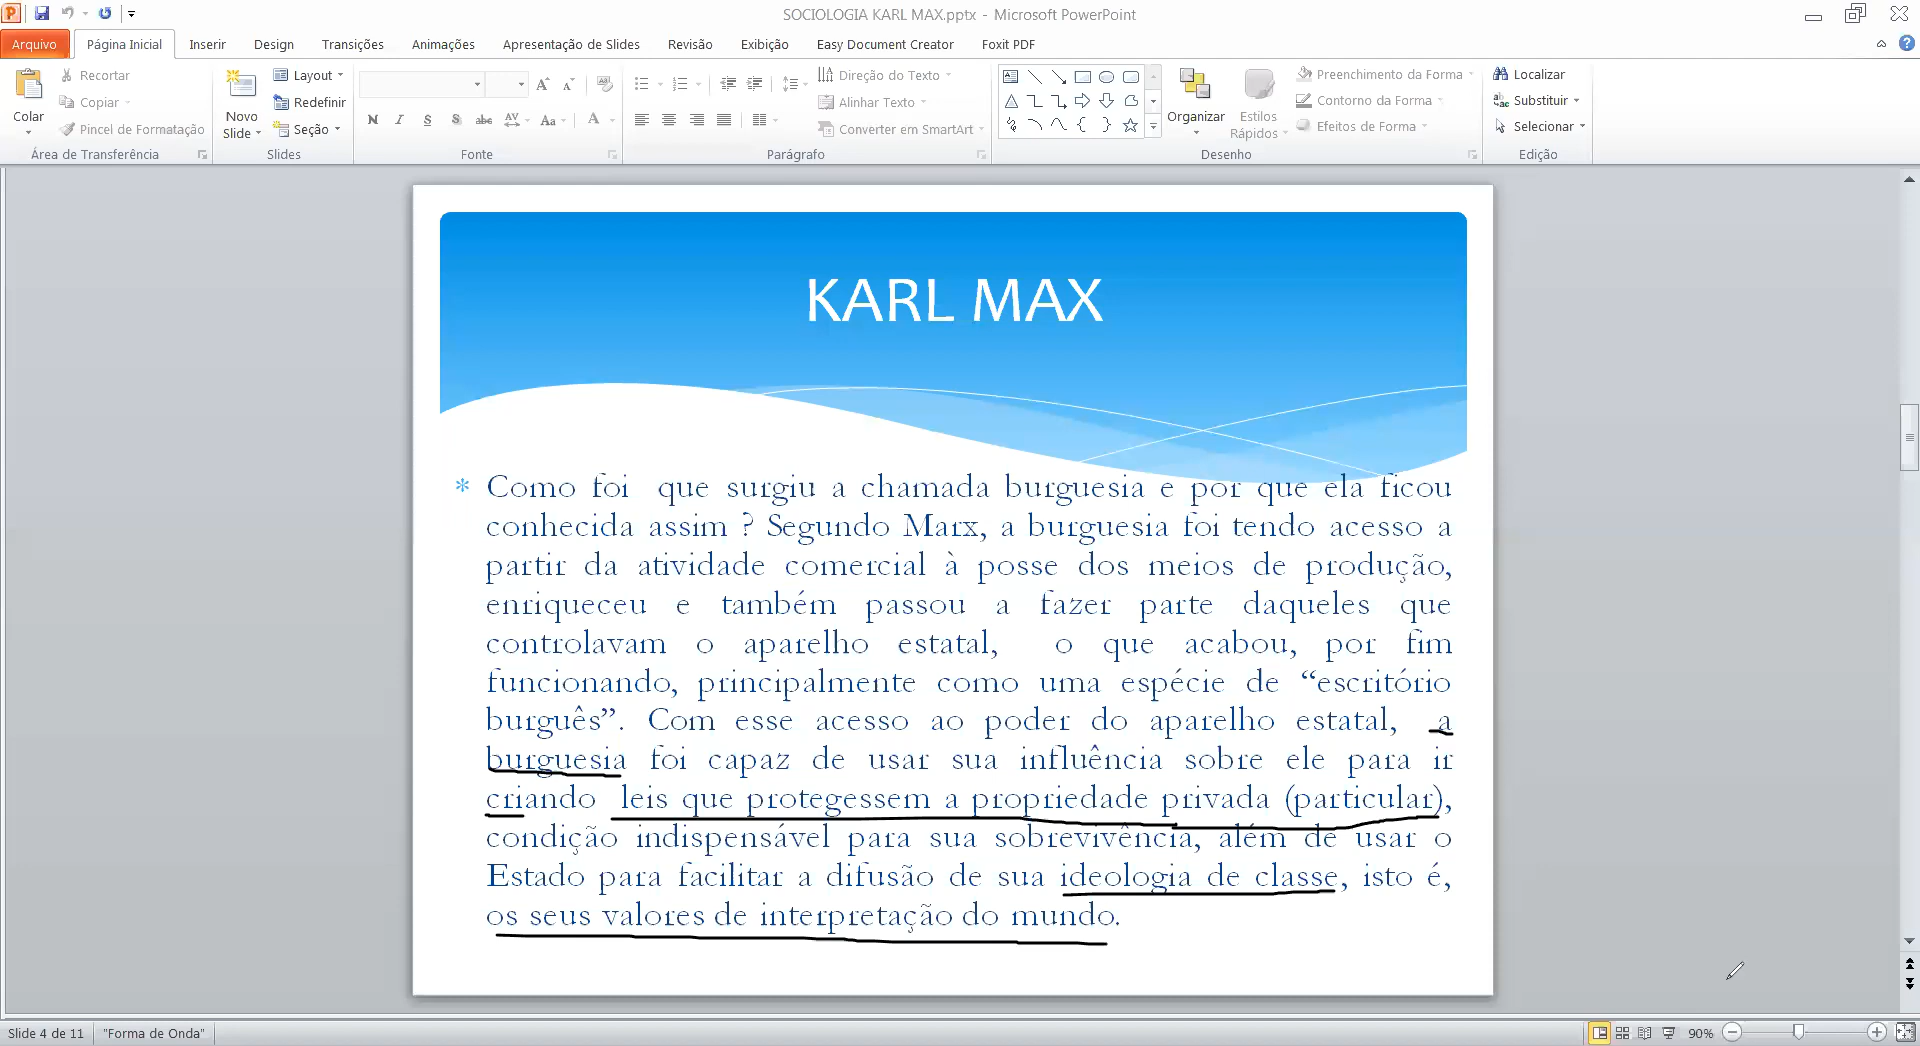 SOCIOLOGIA KARL MAX.pptx - Microsoft PowerPoint
Arquivo Página Inicial Inserir Design Transições Animações Apresentação de Slides Revisão Exibição Easy Document Creator Foxit PDF
Recortar
Copiar
Pincel de Formatação
Colar
Área de Transferência
Novo
Slide
Layout
Redefinir
Seção
Slides
N I S S abc AV Aa A
Fonte
Direção do Texto
Alinhar Texto
Converter em SmartArt
Parágrafo
Organizar
Estilos
Rápidos
Preenchimento da Forma
Contorno da Forma
Efeitos de Forma
Desenho
Localizar
Substituir
Selecionar
Edição
KARL MAX
Como foi que surgiu a chamada burguesia e por que ela ficou
conhecida assim ? Segundo Marx, a burguesia foi tendo acesso a
partir da atividade comercial à posse dos meios de produção,
enriqueceu e também passou a fazer parte daqueles que
controlavam o aparelho estatal, o que acabou, por fim
funcionando, principalmente como uma espécie de “escritório
burguês”. Com esse acesso ao poder do aparelho estatal, a
burguesia foi capaz de usar sua influência sobre ele para ir
criando leis que protegessem a propriedade privada (particular),
condição indispensável para sua sobrevivência, além de usar o
Estado para facilitar a difusão de sua ideologia de classe, isto é,
os seus valores de interpretação do mundo.
Slide 4 de 11 "Forma de Onda" 90%